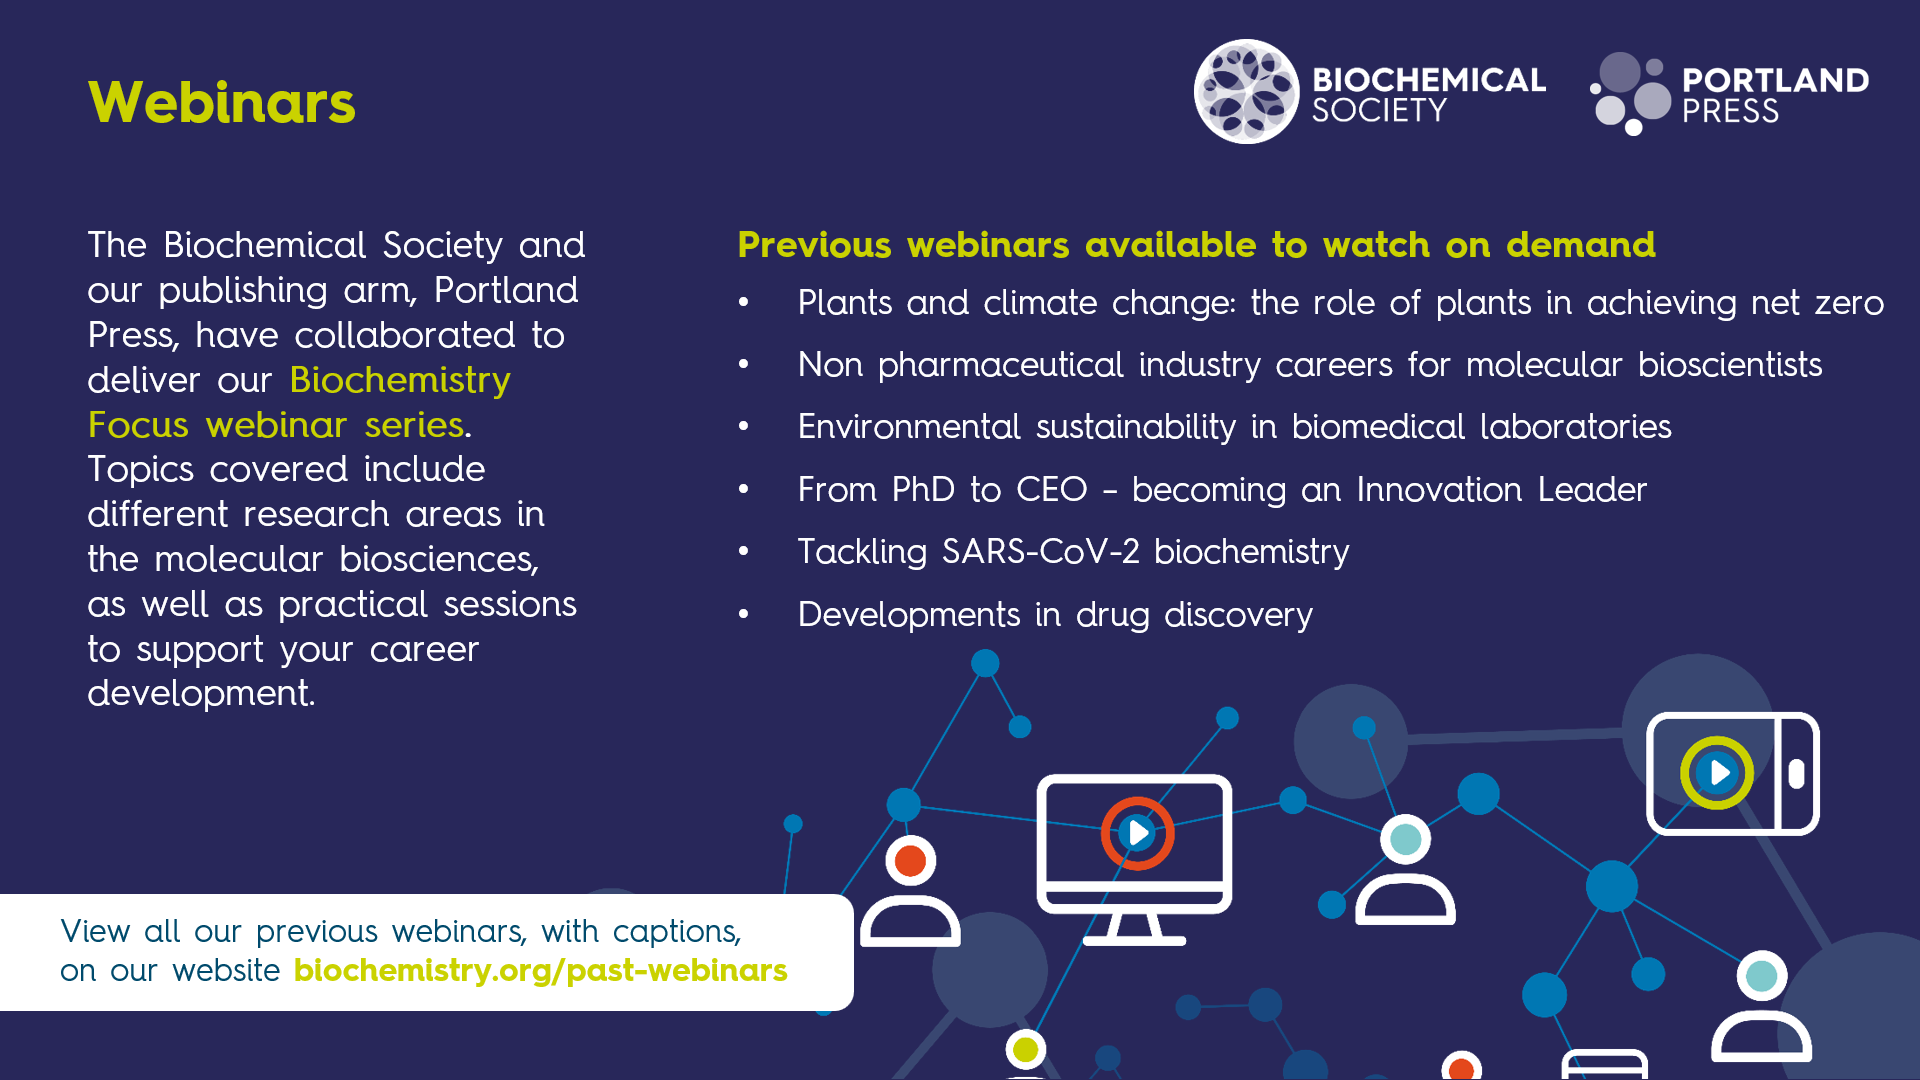 Webinars
BIOCHEMICAL
SOCIETY
PORTLAND
PRESS
The Biochemical Society and
our publishing arm, Portland
Press, have collaborated to
deliver our Biochemistry
Focus webinar series.
Topics covered include
different research areas in
the molecular biosciences,
as well as practical sessions
to support your career
development.
Previous webinars available to watch on demand
• Plants and climate change: the role of plants in achieving net zero
• Non pharmaceutical industry careers for molecular bioscientists
• Environmental sustainability in biomedical laboratories
• From PhD to CEO – becoming an Innovation Leader
• Tackling SARS-CoV-2 biochemistry
• Developments in drug discovery
View all our previous webinars, with captions,
on our website biochemistry.org/past-webinars